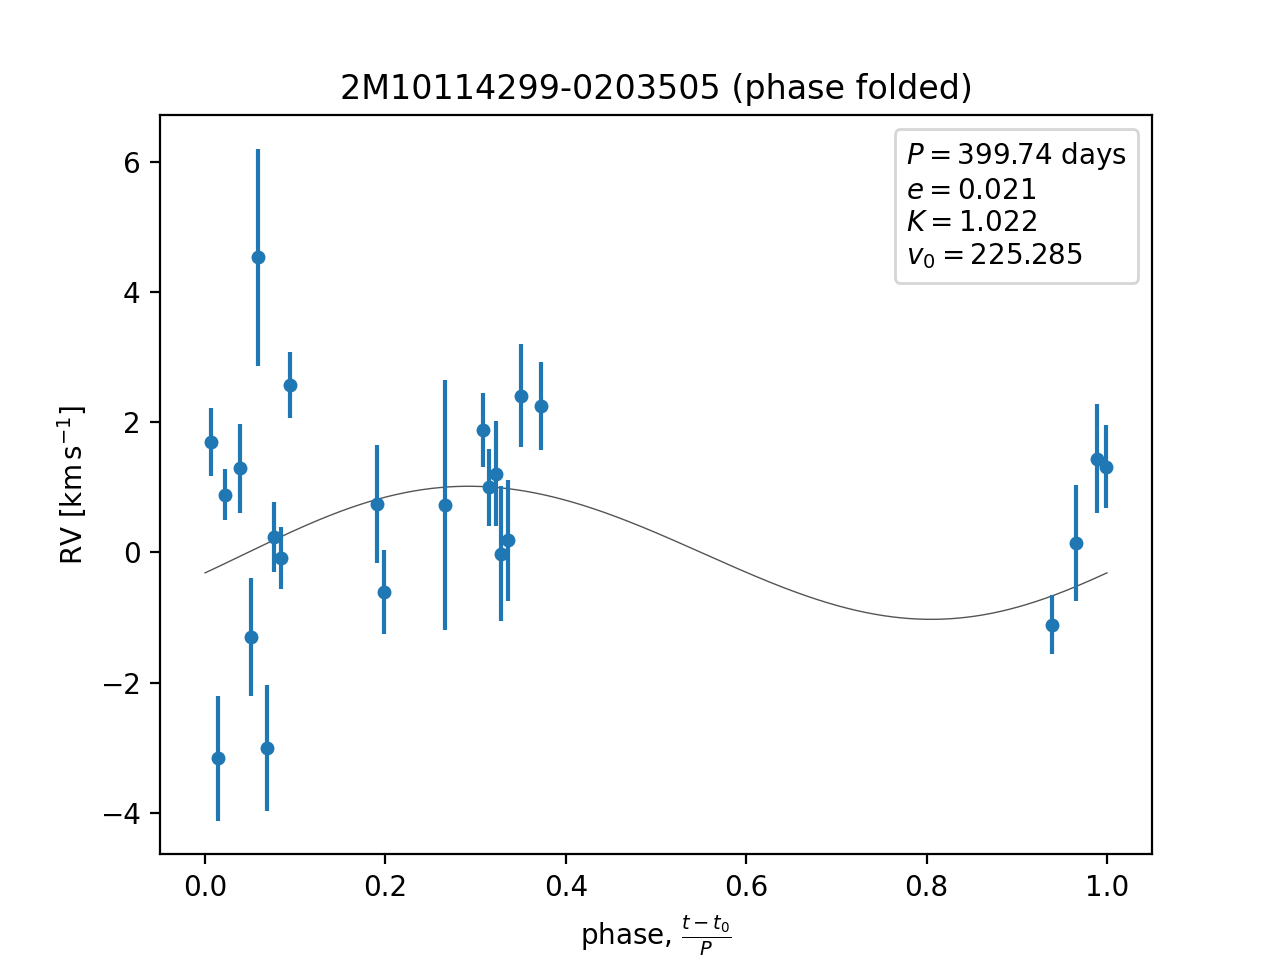 2M10114299-0203505 (phase folded)
P = 399.74 days
e = 0.021
K = 1.022
v₀ = 225.285
RV [km s⁻¹]
6
4
2
0
−2
−4
0.0 0.2 0.4 0.6 0.8 1.0
phase, (t − t₀)/P